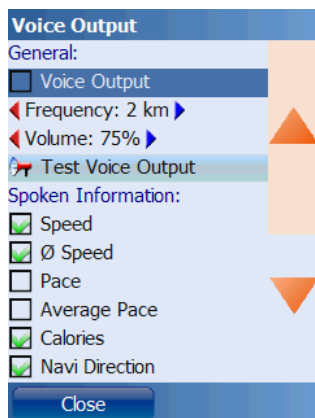 Voice Output
General:
Voice Output
Frequency: 2 km
Volume: 75%
Test Voice Output
Spoken Information:
Speed
Ø Speed
Pace
Average Pace
Calories
Navi Direction
Close